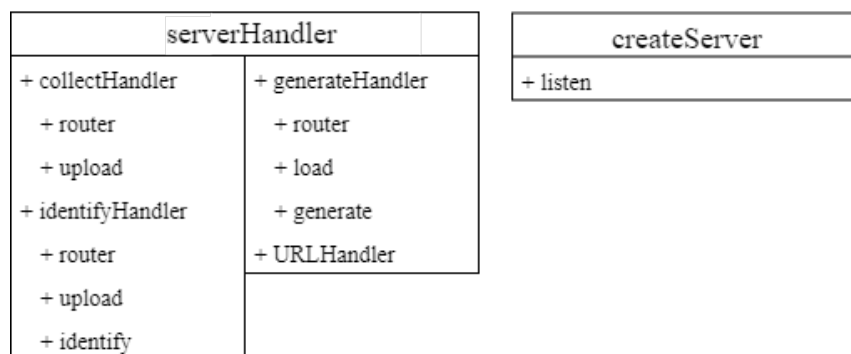 serverHandler
+ collectHandler
+ router
+ upload
+ identifyHandler
+ router
+ upload
+ identify
+ generateHandler
+ router
+ load
+ generate
+ URLHandler
createServer
+ listen